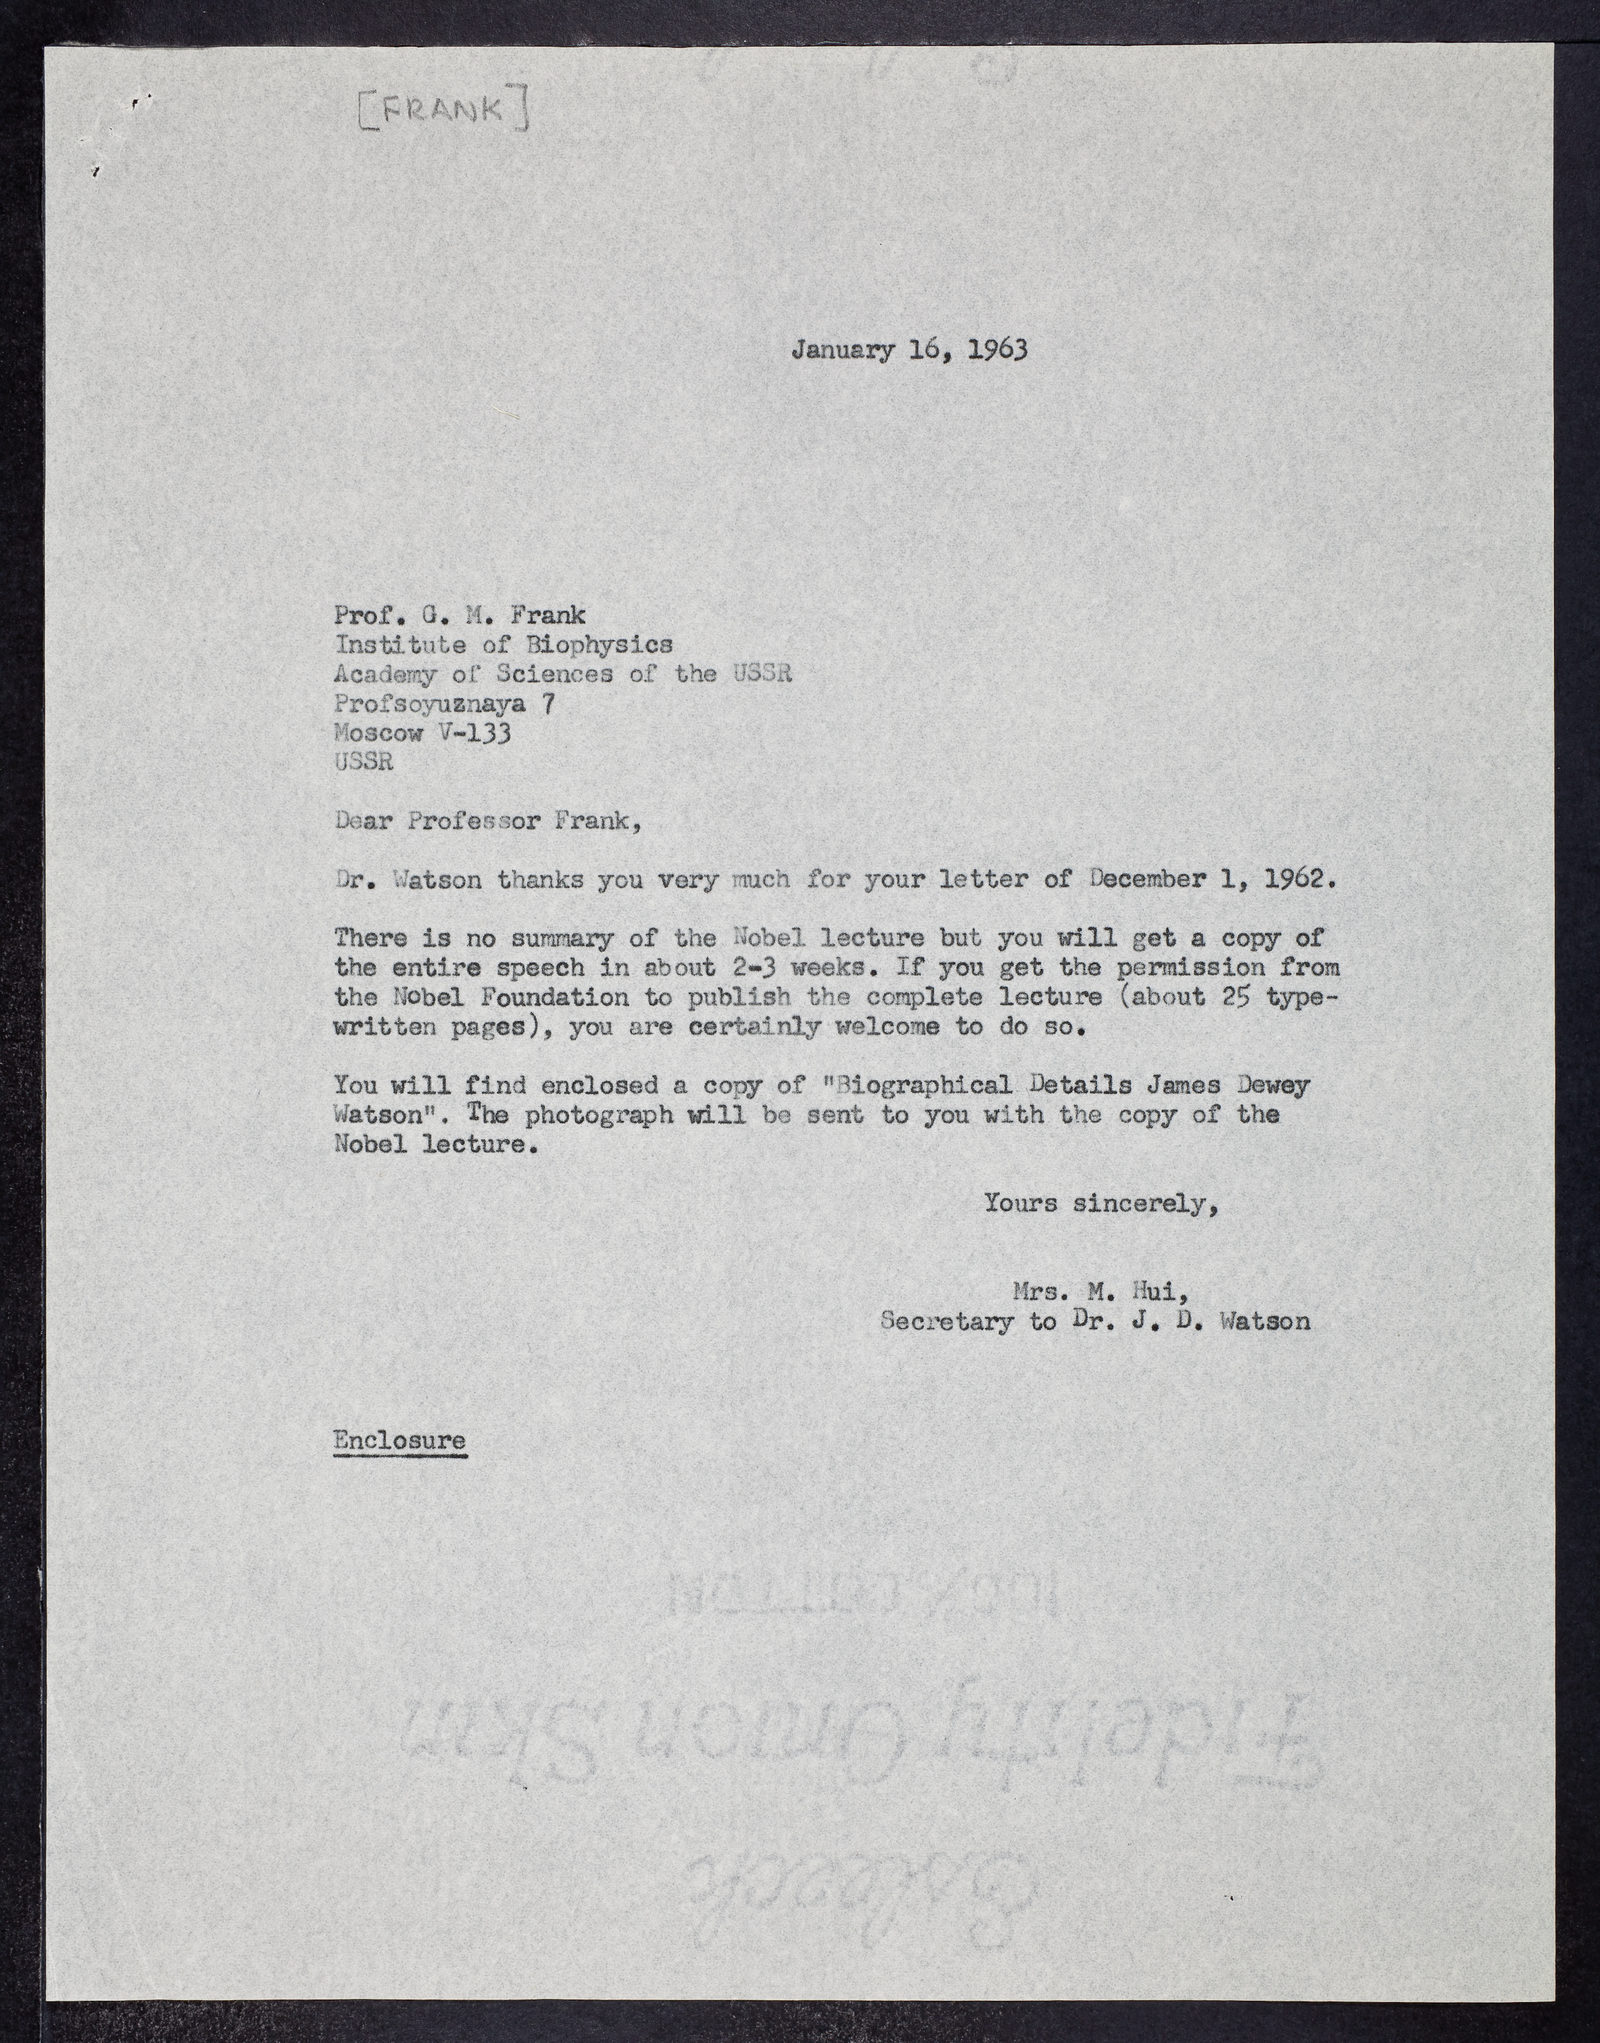 [FRANK]
January 16, 1963
Prof. G. M. Frank
Institute of Biophysics
Academy of Sciences of the USSR
Profsoyuznaya 7
Moscow V-133
USSR
Dear Professor Frank,
Dr. Watson thanks you very much for your letter of December 1, 1962.
There is no summary of the Nobel lecture but you will get a copy of
the entire speech in about 2-3 weeks. If you get the permission from
the Nobel Foundation to publish the complete lecture (about 25 type-
written pages), you are certainly welcome to do so.
You will find enclosed a copy of "Biographical Details James Dewey
Watson". The photograph will be sent to you with the copy of the
Nobel lecture.
Yours sincerely,
Mrs. M. Hui,
Secretary to Dr. J. D. Watson
Enclosure
100% COTTON
Fidelity Onion Skin
Esleeck